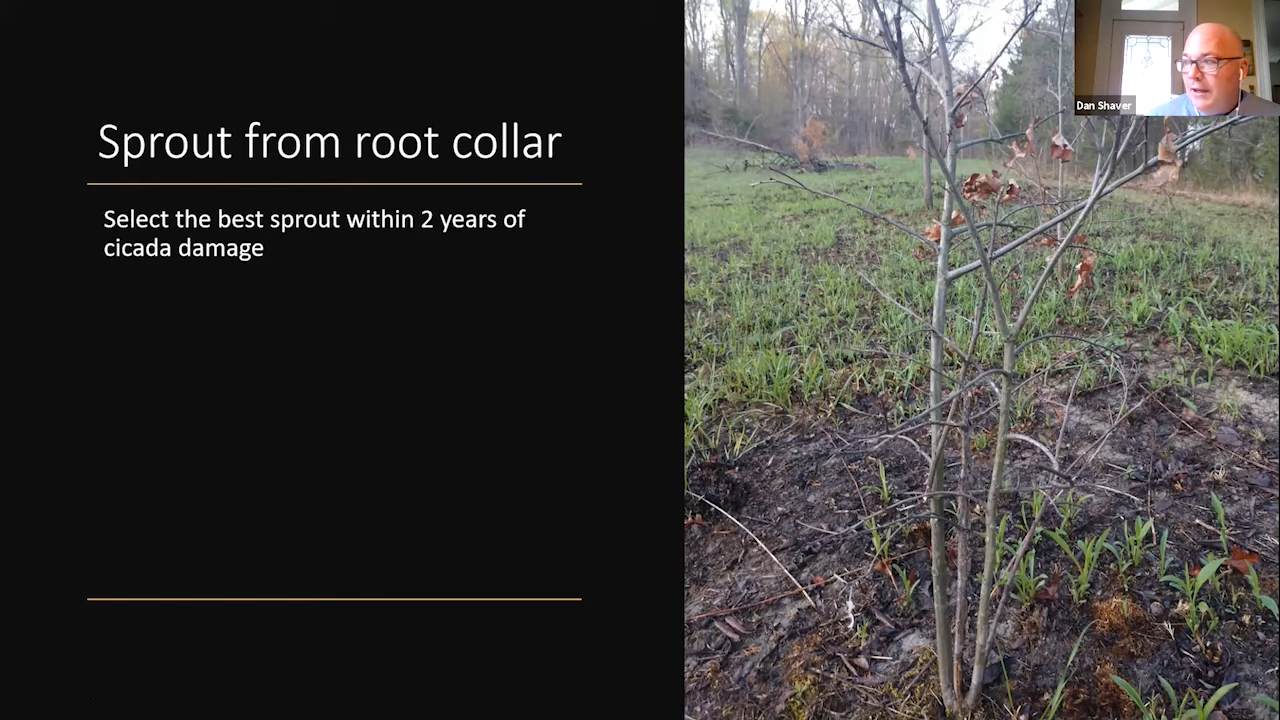 Sprout from root collar
Select the best sprout within 2 years of
cicada damage
Dan Shaver